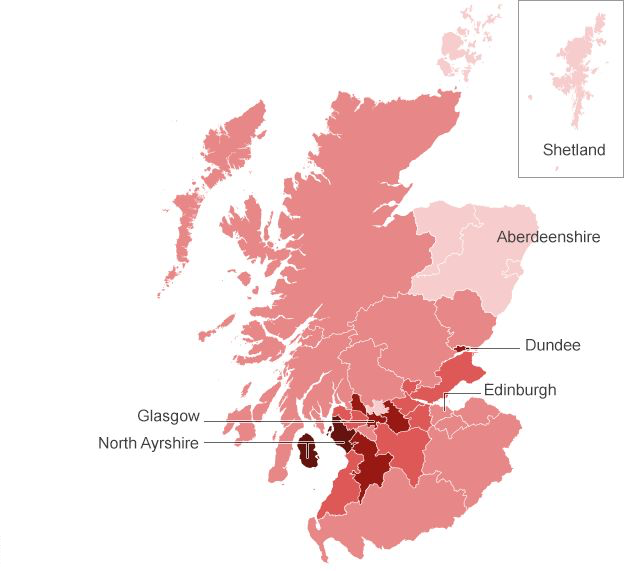 Shetland
Aberdeenshire
Dundee
Edinburgh
Glasgow
North Ayrshire